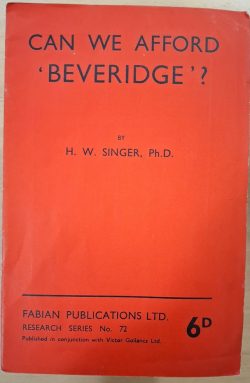 CAN WE AFFORD
'BEVERIDGE'?
BY
H. W. SINGER, Ph.D.
FABIAN PUBLICATIONS LTD.
RESEARCH SERIES No. 72
Published in conjunction with Victor Gollancz Ltd.
6D